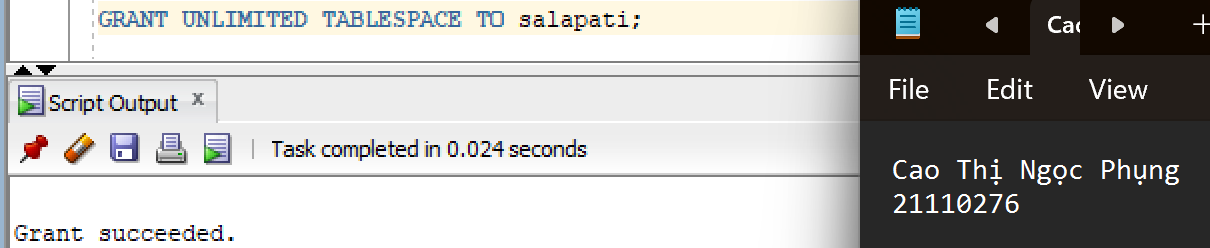 GRANT UNLIMITED TABLESPACE TO salapati;
Script Output x
Task completed in 0.024 seconds
Grant succeeded.
File Edit View
Cao Thị Ngọc Phụng
21110276